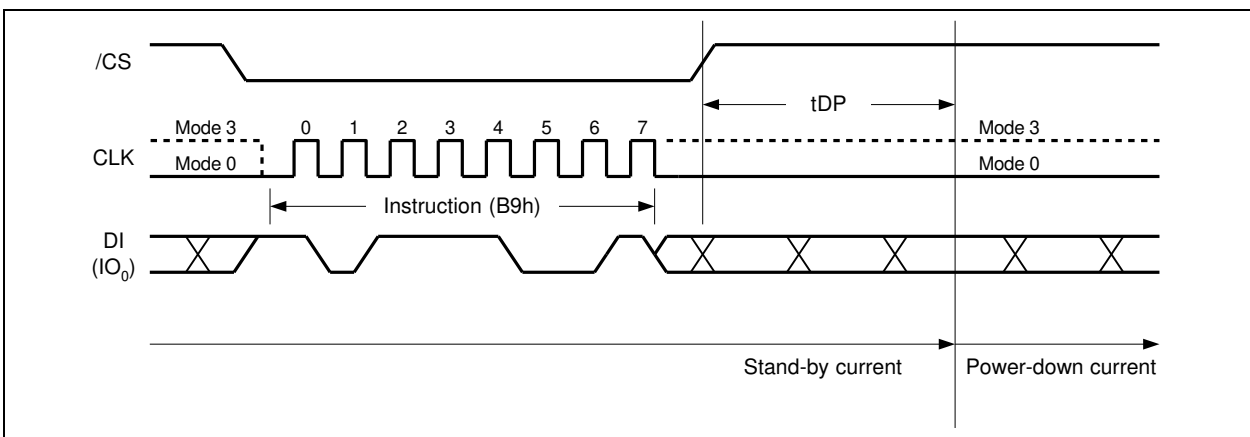 /CS
tDP
Mode 3 0 1 2 3 4 5 6 7 Mode 3
CLK
Mode 0 Mode 0
Instruction (B9h)
DI
(IO₀)
Stand-by current Power-down current